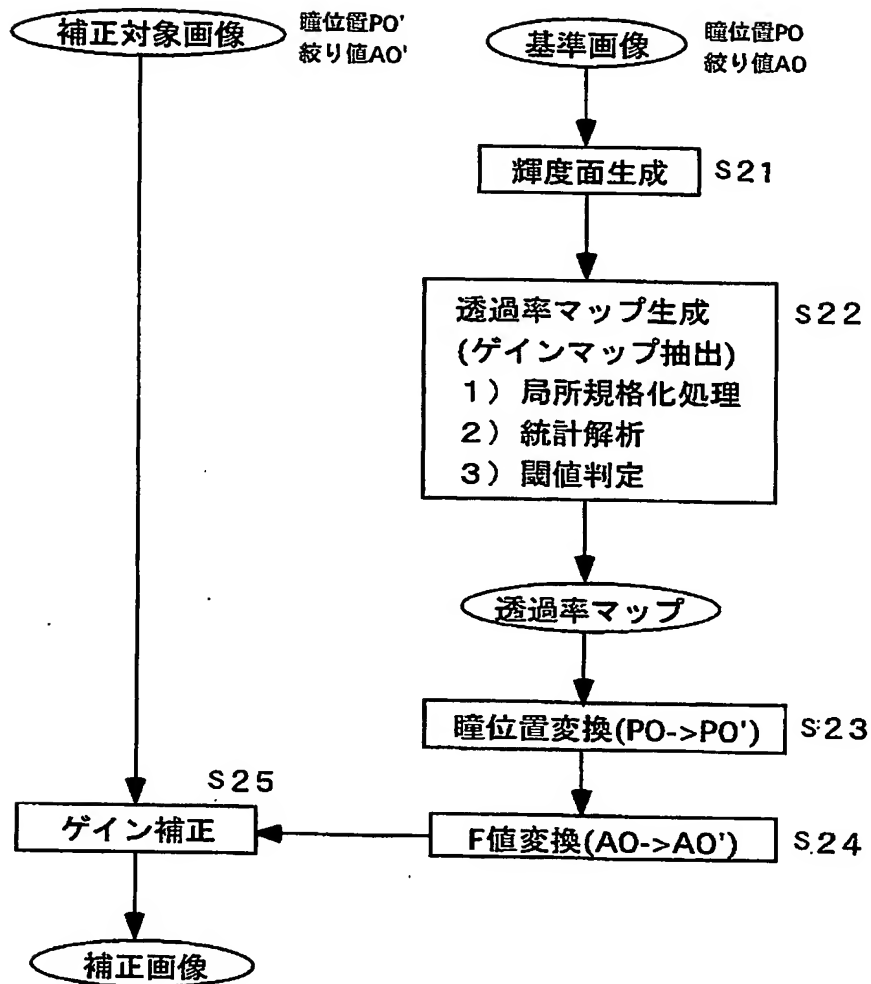 補正対象画像
瞳位置PO'
絞り値AO'
基準画像
瞳位置PO
絞り値AO
輝度面生成
S21
透過率マップ生成
(ゲインマップ抽出)
1）局所規格化処理
2）統計解析
3）閾値判定
S22
透過率マップ
瞳位置変換(PO->PO')
S23
F値変換(AO->AO')
S24
S25
ゲイン補正
補正画像